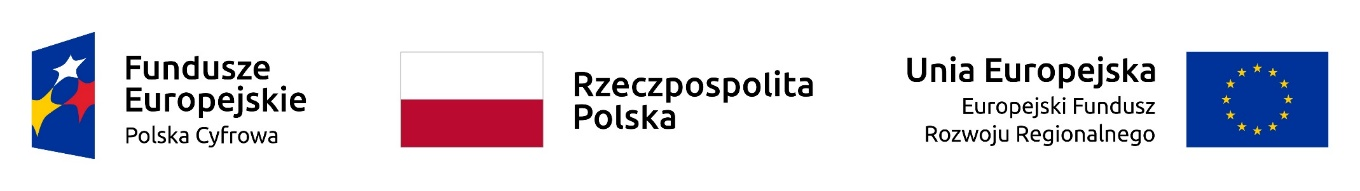 Fundusze
Europejskie
Polska Cyfrowa
Rzeczpospolita
Polska
Unia Europejska
Europejski Fundusz
Rozwoju Regionalnego